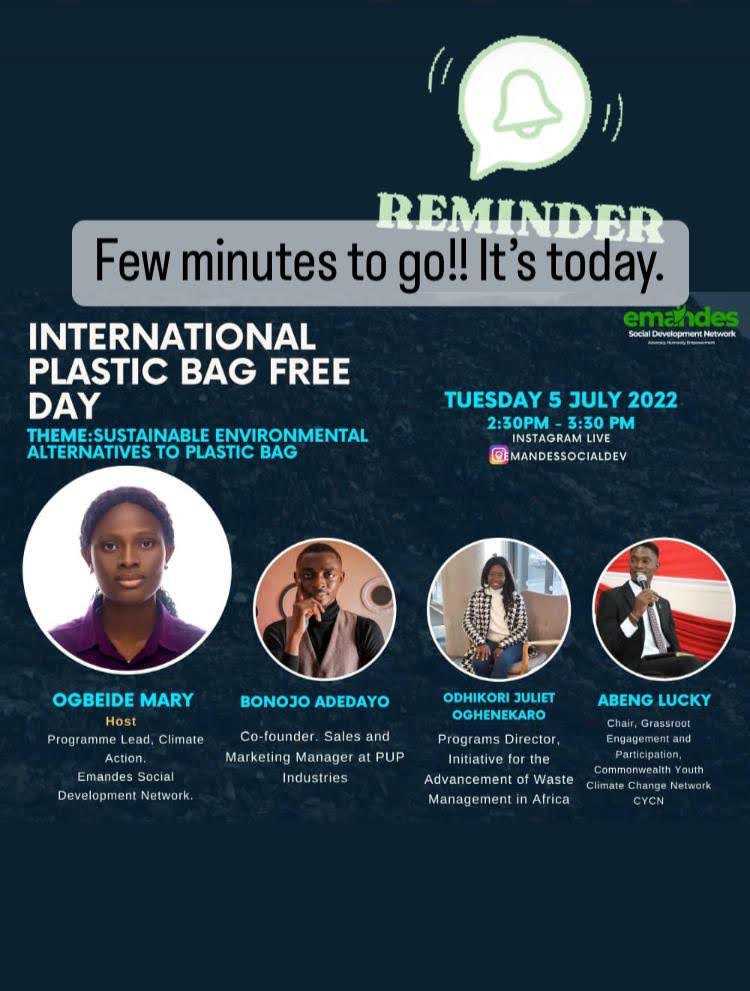 REMINDER
Few minutes to go!! It's today.
emandes
Social Development Network
Advocacy. Humanity. Empowerment
INTERNATIONAL
PLASTIC BAG FREE
DAY
THEME:SUSTAINABLE ENVIRONMENTAL
ALTERNATIVES TO PLASTIC BAG
TUESDAY 5 JULY 2022
2:30PM - 3:30 PM
INSTAGRAM LIVE
@EMANDESSOCIALDEV
OGBEIDE MARY
Host
Programme Lead, Climate
Action.
Emandes Social
Development Network.
BONOJO ADEDAYO
Co-founder. Sales and
Marketing Manager at PUP
Industries
ODHIKORI JULIET
OGHENEKARO
Programs Director,
Initiative for the
Advancement of Waste
Management in Africa
ABENG LUCKY
Chair, Grassroot
Engagement and
Participation,
Commonwealth Youth
Climate Change Network
CYCN